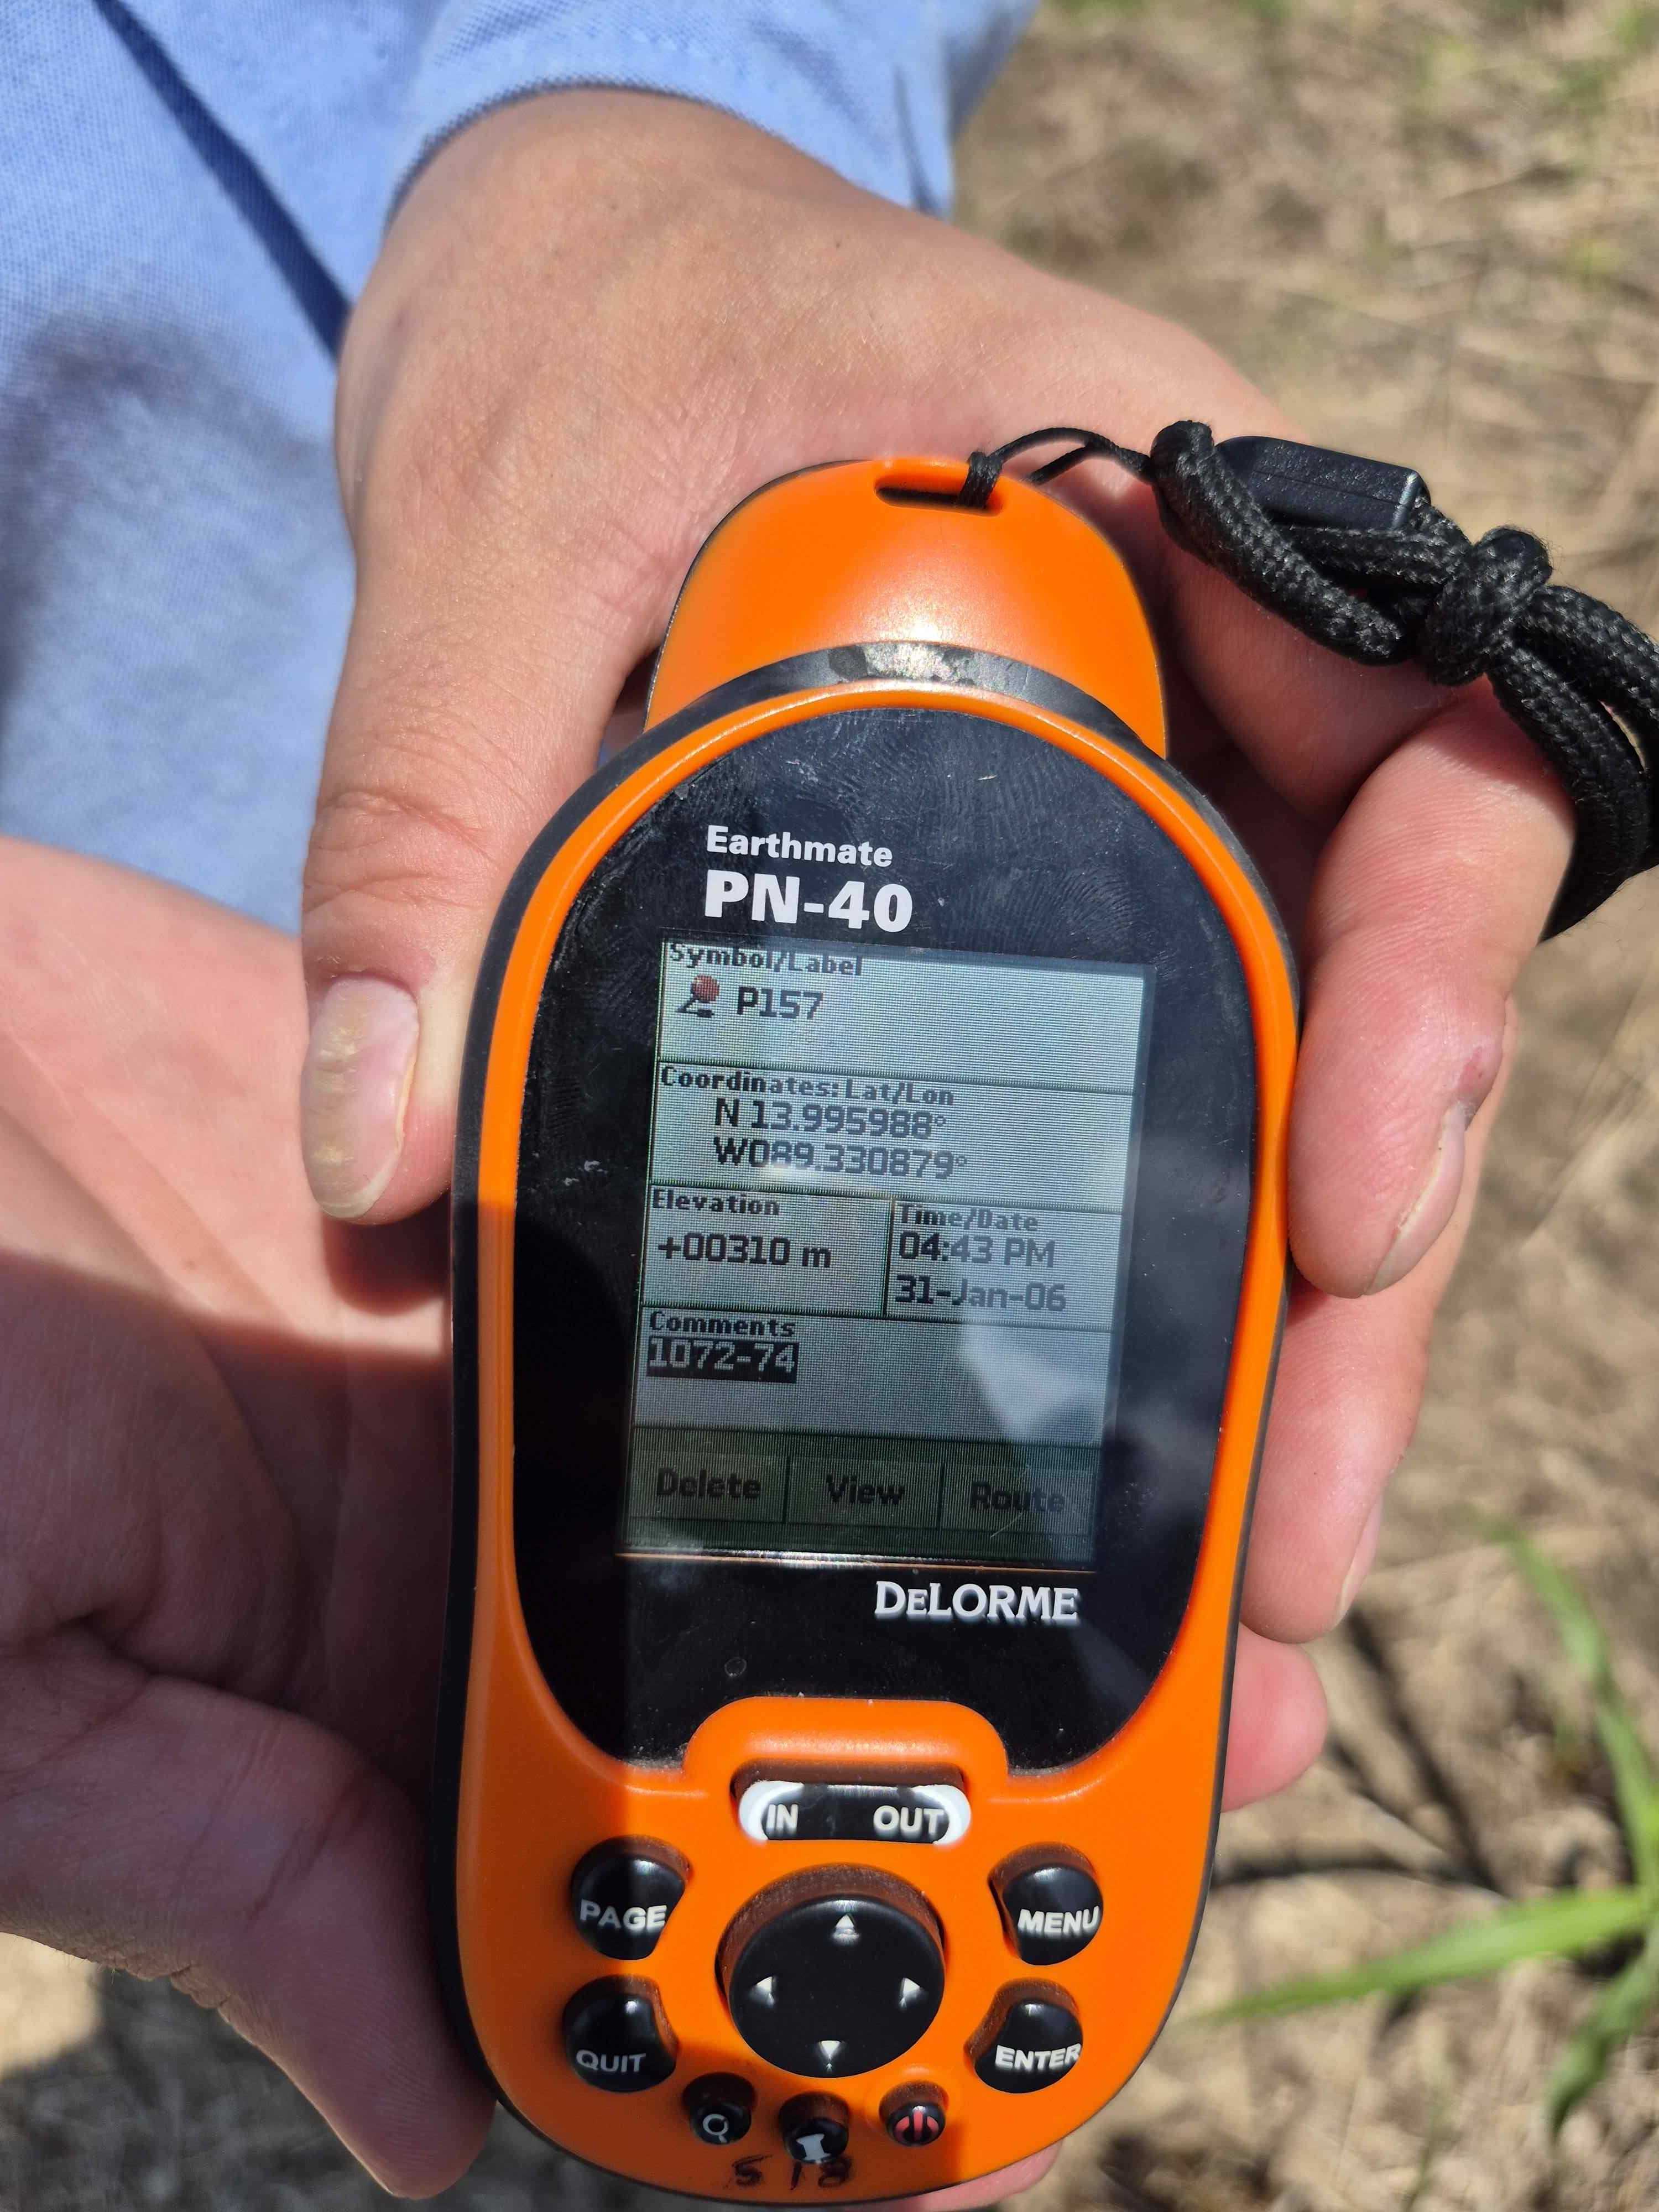 Earthmate
PN-40
Symbol/Label
P157
Coordinates: Lat/Lon
N 13.995988°
W089.330879°
Elevation
+00310 m
Time/Date
04:43 PM
31-Jan-06
Comments
1072-74
Delete View Route
DELORME
IN OUT
PAGE
MENU
QUIT
ENTER